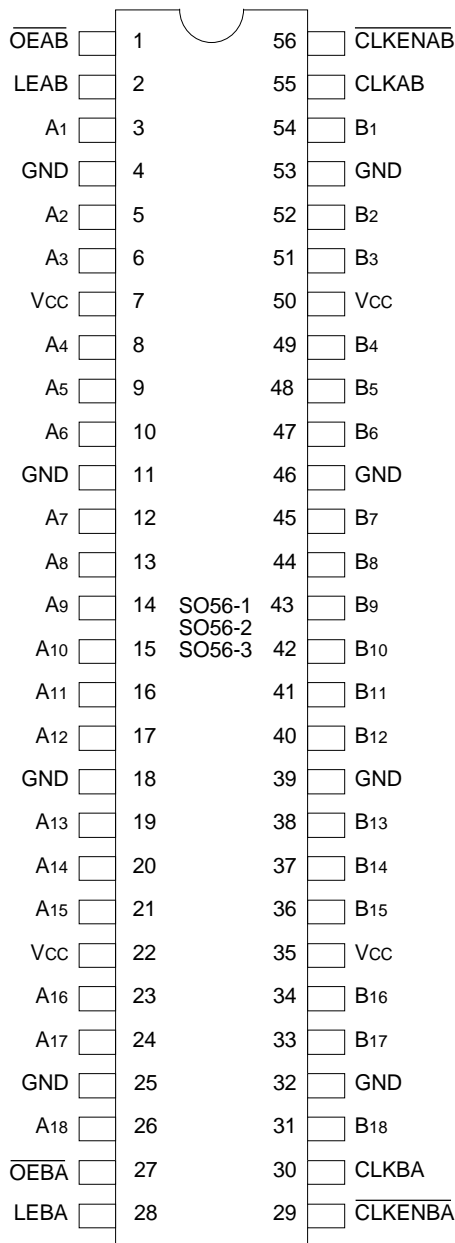 OEAB 1 56 CLKENAB
LEAB 2 55 CLKAB
A1 3 54 B1
GND 4 53 GND
A2 5 52 B2
A3 6 51 B3
VCC 7 50 VCC
A4 8 49 B4
A5 9 48 B5
A6 10 47 B6
GND 11 46 GND
A7 12 45 B7
A8 13 44 B8
A9 14 SO56-1 43 B9
SO56-2
A10 15 SO56-3 42 B10
A11 16 41 B11
A12 17 40 B12
GND 18 39 GND
A13 19 38 B13
A14 20 37 B14
A15 21 36 B15
VCC 22 35 VCC
A16 23 34 B16
A17 24 33 B17
GND 25 32 GND
A18 26 31 B18
OEBA 27 30 CLKBA
LEBA 28 29 CLKENBA